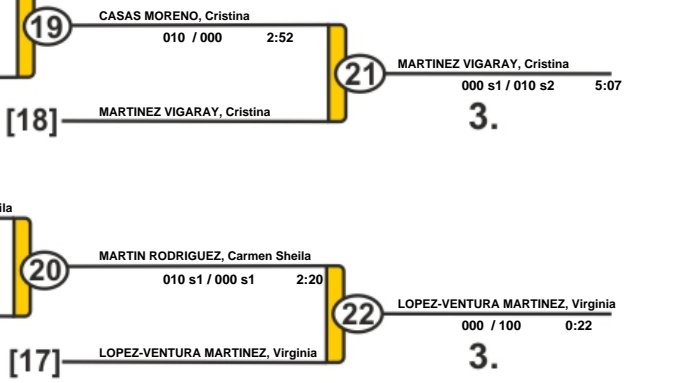 CASAS MORENO, Cristina
19
010 / 000 2:52
21
MARTINEZ VIGARAY, Cristina
000 s1 / 010 s2 5:07
[18]
MARTINEZ VIGARAY, Cristina
3.
ila
MARTIN RODRIGUEZ, Carmen Sheila
20
010 s1 / 000 s1 2:20
22
LOPEZ-VENTURA MARTINEZ, Virginia
000 / 100 0:22
[17]
LOPEZ-VENTURA MARTINEZ, Virginia
3.